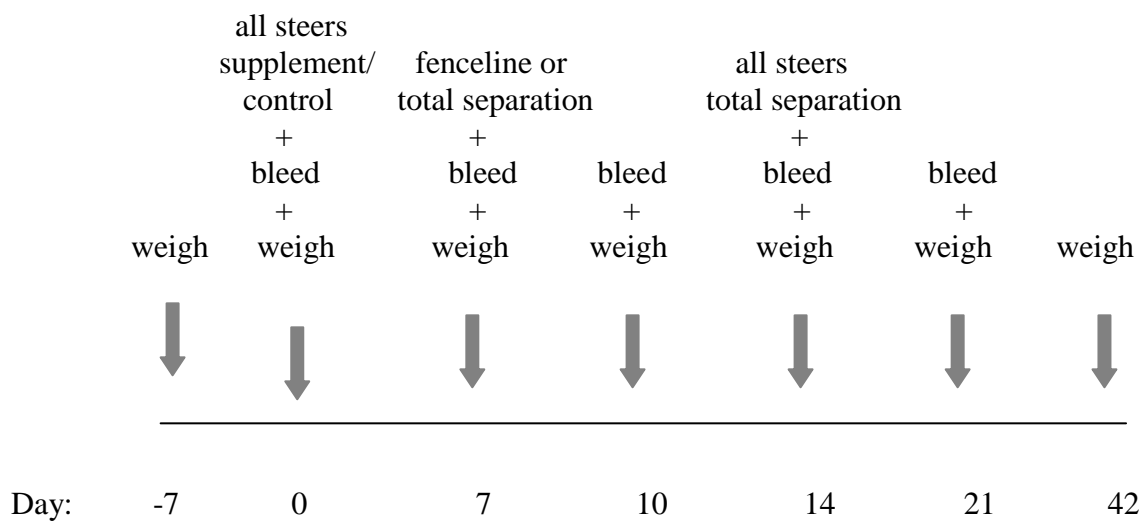 all steers
supplement/ fenceline or all steers
control total separation total separation
+ + +
bleed bleed bleed bleed bleed
+ + + + +
weigh weigh weigh weigh weigh weigh weigh
Day: -7 0 7 10 14 21 42